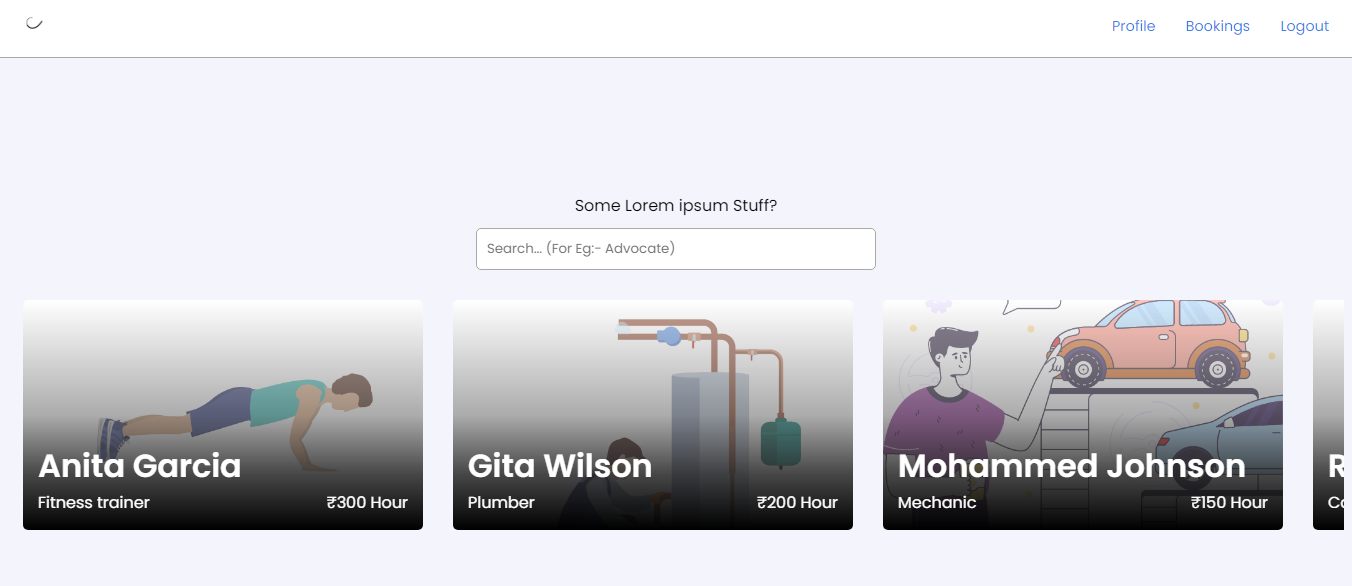 Profile Bookings Logout
Some Lorem ipsum Stuff?
Search... (For Eg:- Advocate)
Anita Garcia
Fitness trainer ₹300 Hour
Gita Wilson
Plumber ₹200 Hour
Mohammed Johnson
Mechanic ₹150 Hour